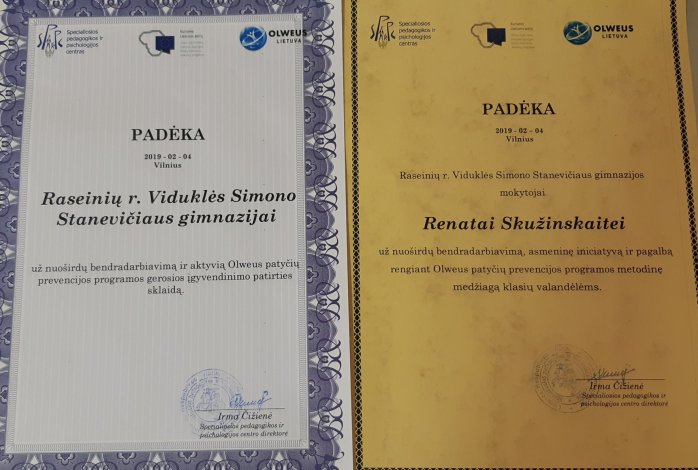 Specialiosios
pedagogikos ir
psichologijos
centras
OLWEUS
LIETUVA
PADĖKA
2019 - 02 - 04
Vilnius
Raseinių r. Viduklės Simono
Stanevičiaus gimnazijai
už nuoširdų bendradarbiavimą ir aktyvią Olweus patyčių
prevencijos programos gerosios įgyvendinimo patirties
sklaidą.
Irma Čižienė
Specialiosios pedagogikos ir
psichologijos centro direktorė
Specialiosios
pedagogikos ir
psichologijos
centras
OLWEUS
LIETUVA
PADĖKA
2019 - 02 - 04
Vilnius
Raseinių r. Viduklės Simono Stanevičiaus gimnazijos
mokytojai
Renatai Skužinskaitei
už nuoširdų bendradarbiavimą, asmeninę iniciatyvą ir pagalbą
rengiant Olweus patyčių prevencijos programos metodinę
medžiagą klasių valandėlėms.
Irma Čižienė
Specialiosios pedagogikos ir
psichologijos centro direktorė